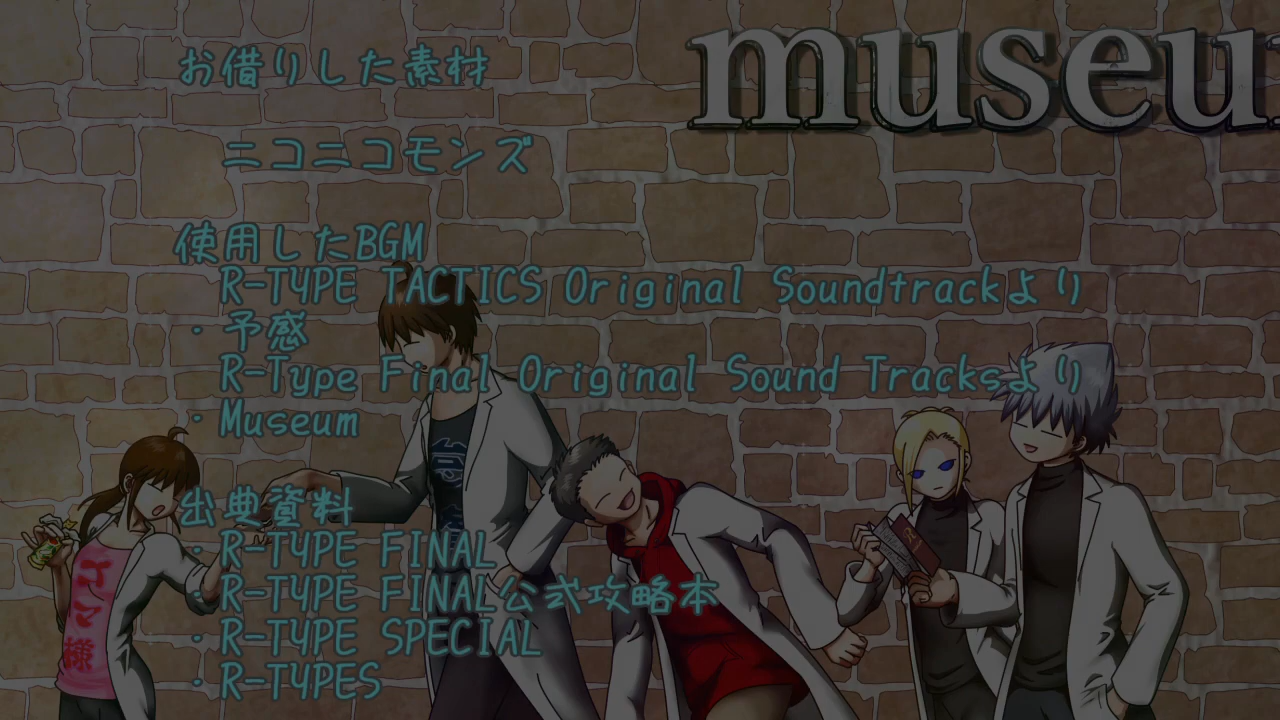 お借りした素材
museu
ニコニコモンズ
使用したBGM
R-TYPE TACTICS Original Soundtrackより
・予感
R-Type Final Original Sound Tracksより
・Museum
出典資料
・R-TYPE FINAL
・R-TYPE FINAL公式攻略本
・R-TYPE SPECIAL
・R-TYPES